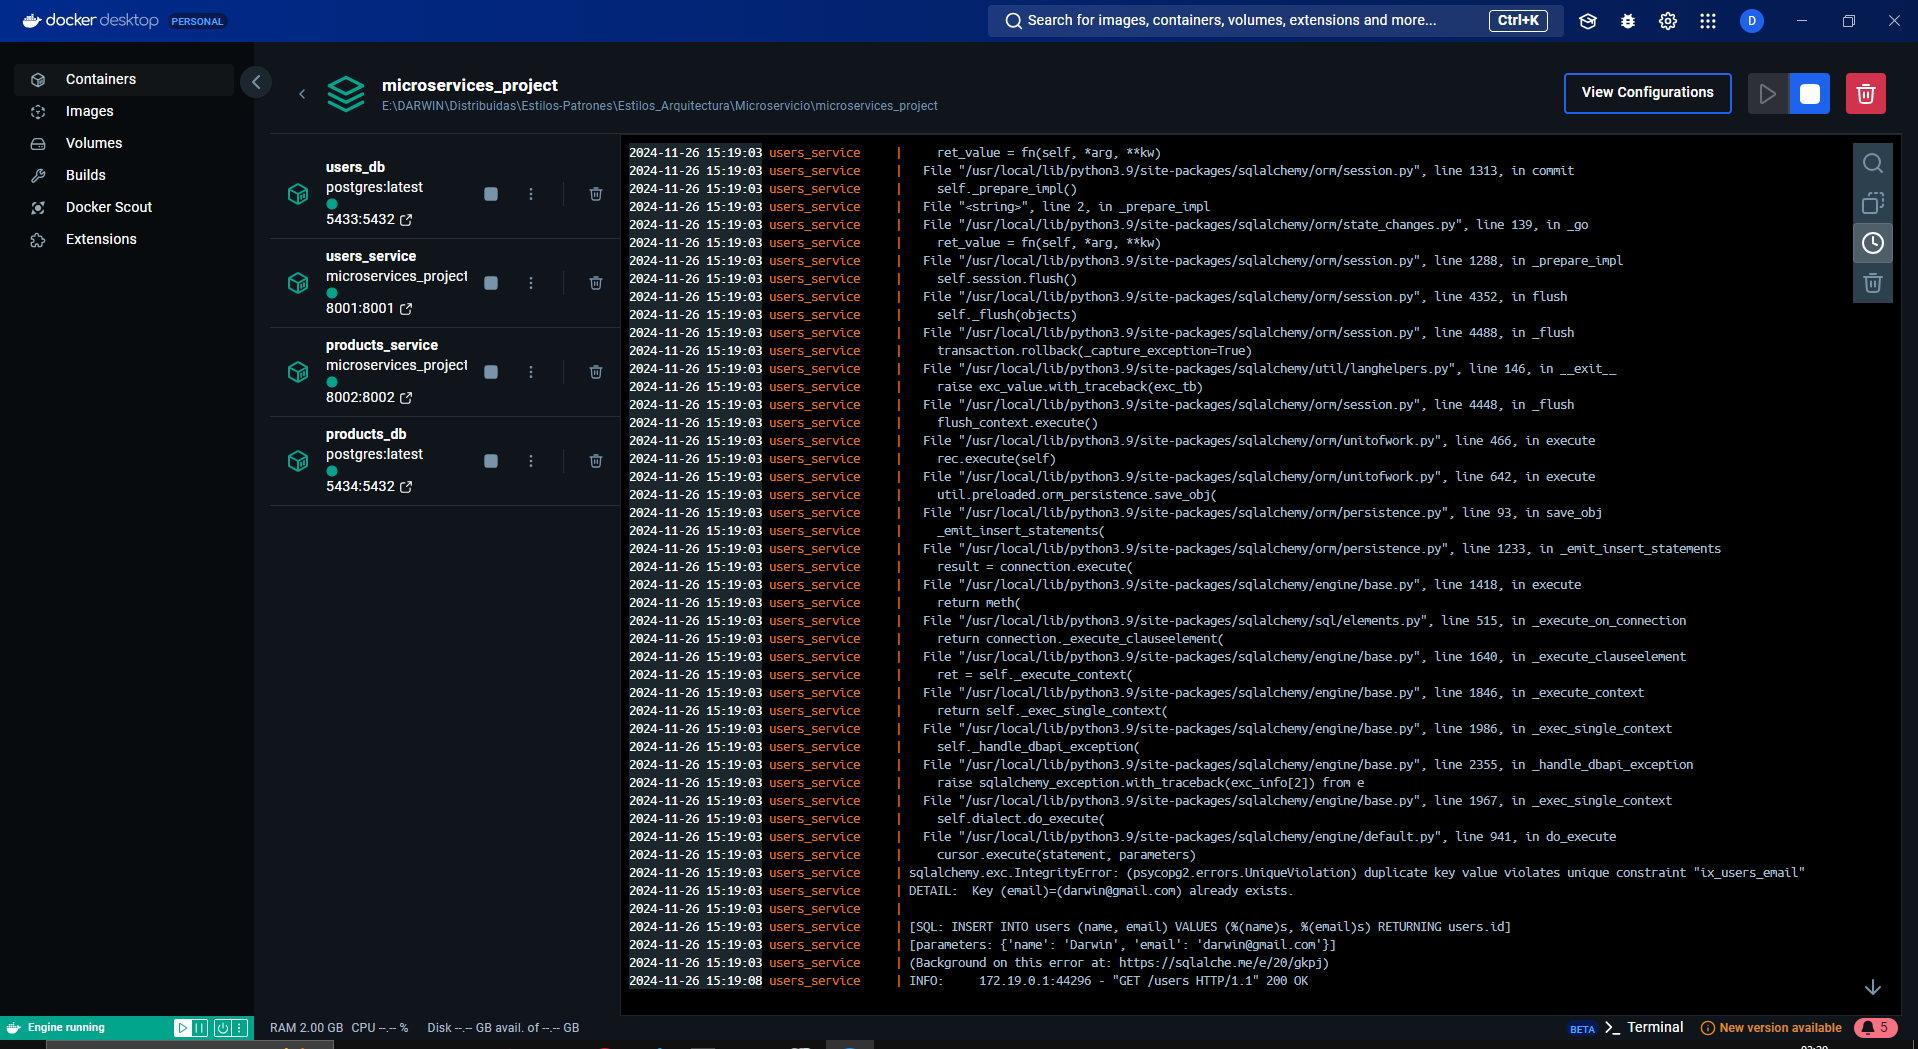 docker desktop PERSONAL
Search for images, containers, volumes, extensions and more...
Ctrl+K
D
Containers
Images
Volumes
Builds
Docker Scout
Extensions
microservices_project
E:\DARWIN\Distribuidas\Estilos-Patrones\Estilos_Arquitectura\Microservicio\microservices_project
View Configurations
users_db
postgres:latest
5433:5432
users_service
microservices_project
8001:8001
products_service
microservices_project
8002:8002
products_db
postgres:latest
5434:5432
2024-11-26 15:19:03 users_service | ret_value = fn(self, *arg, **kw)
2024-11-26 15:19:03 users_service | File "/usr/local/lib/python3.9/site-packages/sqlalchemy/orm/session.py", line 1313, in commit
2024-11-26 15:19:03 users_service | self._prepare_impl()
2024-11-26 15:19:03 users_service | File "<string>", line 2, in _prepare_impl
2024-11-26 15:19:03 users_service | File "/usr/local/lib/python3.9/site-packages/sqlalchemy/orm/state_changes.py", line 139, in _go
2024-11-26 15:19:03 users_service | ret_value = fn(self, *arg, **kw)
2024-11-26 15:19:03 users_service | File "/usr/local/lib/python3.9/site-packages/sqlalchemy/orm/session.py", line 1288, in _prepare_impl
2024-11-26 15:19:03 users_service | self.session.flush()
2024-11-26 15:19:03 users_service | File "/usr/local/lib/python3.9/site-packages/sqlalchemy/orm/session.py", line 4352, in flush
2024-11-26 15:19:03 users_service | self._flush(objects)
2024-11-26 15:19:03 users_service | File "/usr/local/lib/python3.9/site-packages/sqlalchemy/orm/session.py", line 4488, in _flush
2024-11-26 15:19:03 users_service | transaction.rollback(_capture_exception=True)
2024-11-26 15:19:03 users_service | File "/usr/local/lib/python3.9/site-packages/sqlalchemy/util/langhelpers.py", line 146, in __exit__
2024-11-26 15:19:03 users_service | raise exc_value.with_traceback(exc_tb)
2024-11-26 15:19:03 users_service | File "/usr/local/lib/python3.9/site-packages/sqlalchemy/orm/session.py", line 4448, in _flush
2024-11-26 15:19:03 users_service | flush_context.execute()
2024-11-26 15:19:03 users_service | File "/usr/local/lib/python3.9/site-packages/sqlalchemy/orm/unitofwork.py", line 466, in execute
2024-11-26 15:19:03 users_service | rec.execute(self)
2024-11-26 15:19:03 users_service | File "/usr/local/lib/python3.9/site-packages/sqlalchemy/orm/unitofwork.py", line 642, in execute
2024-11-26 15:19:03 users_service | util.preloaded.orm_persistence.save_obj(
2024-11-26 15:19:03 users_service | File "/usr/local/lib/python3.9/site-packages/sqlalchemy/orm/persistence.py", line 93, in save_obj
2024-11-26 15:19:03 users_service | _emit_insert_statements(
2024-11-26 15:19:03 users_service | File "/usr/local/lib/python3.9/site-packages/sqlalchemy/orm/persistence.py", line 1233, in _emit_insert_statements
2024-11-26 15:19:03 users_service | result = connection.execute(
2024-11-26 15:19:03 users_service | File "/usr/local/lib/python3.9/site-packages/sqlalchemy/engine/base.py", line 1418, in execute
2024-11-26 15:19:03 users_service | return meth(
2024-11-26 15:19:03 users_service | File "/usr/local/lib/python3.9/site-packages/sqlalchemy/sql/elements.py", line 515, in _execute_on_connection
2024-11-26 15:19:03 users_service | return connection._execute_clauseelement(
2024-11-26 15:19:03 users_service | File "/usr/local/lib/python3.9/site-packages/sqlalchemy/engine/base.py", line 1640, in _execute_clauseelement
2024-11-26 15:19:03 users_service | ret = self._execute_context(
2024-11-26 15:19:03 users_service | File "/usr/local/lib/python3.9/site-packages/sqlalchemy/engine/base.py", line 1846, in _execute_context
2024-11-26 15:19:03 users_service | return self._exec_single_context(
2024-11-26 15:19:03 users_service | File "/usr/local/lib/python3.9/site-packages/sqlalchemy/engine/base.py", line 1986, in _exec_single_context
2024-11-26 15:19:03 users_service | self._handle_dbapi_exception(
2024-11-26 15:19:03 users_service | File "/usr/local/lib/python3.9/site-packages/sqlalchemy/engine/base.py", line 2355, in _handle_dbapi_exception
2024-11-26 15:19:03 users_service | raise sqlalchemy_exception.with_traceback(exc_info[2]) from e
2024-11-26 15:19:03 users_service | File "/usr/local/lib/python3.9/site-packages/sqlalchemy/engine/base.py", line 1967, in _exec_single_context
2024-11-26 15:19:03 users_service | self.dialect.do_execute(
2024-11-26 15:19:03 users_service | File "/usr/local/lib/python3.9/site-packages/sqlalchemy/engine/default.py", line 941, in do_execute
2024-11-26 15:19:03 users_service | cursor.execute(statement, parameters)
2024-11-26 15:19:03 users_service | sqlalchemy.exc.IntegrityError: (psycopg2.errors.UniqueViolation) duplicate key value violates unique constraint "ix_users_email"
2024-11-26 15:19:03 users_service | DETAIL: Key (email)=(darwin@gmail.com) already exists.
2024-11-26 15:19:03 users_service |
2024-11-26 15:19:03 users_service | [SQL: INSERT INTO users (name, email) VALUES (%(name)s, %(email)s) RETURNING users.id]
2024-11-26 15:19:03 users_service | [parameters: {'name': 'Darwin', 'email': 'darwin@gmail.com'}]
2024-11-26 15:19:03 users_service | (Background on this error at: https://sqlalche.me/e/20/gkpj)
2024-11-26 15:19:08 users_service | INFO: 172.19.0.1:44296 - "GET /users HTTP/1.1" 200 OK
Engine running
RAM 2.00 GB CPU --.-- % Disk --.-- GB avail. of --.-- GB
BETA
Terminal
New version available
5